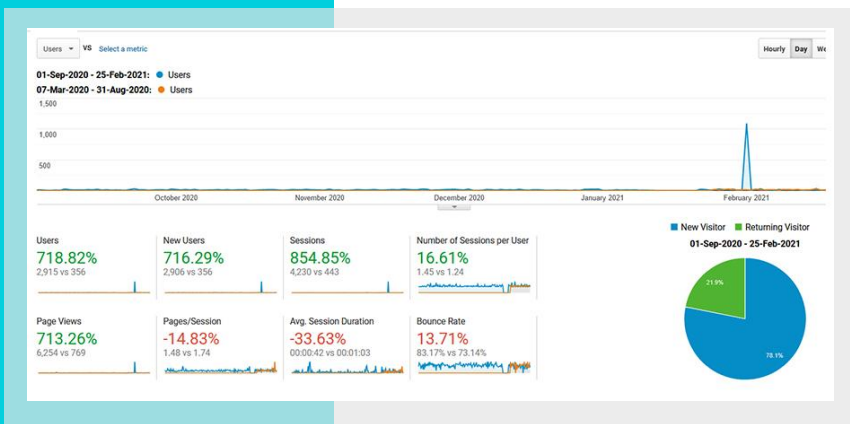 Users VS Select a metric
Hourly Day We
01-Sep-2020 - 25-Feb-2021: Users
07-Mar-2020 - 31-Aug-2020: Users
1,500
1,000
500
October 2020 November 2020 December 2020 January 2021 February 2021
New Visitor Returning Visitor
01-Sep-2020 - 25-Feb-2021
21.9%
78.1%
Users
718.82%
2,915 vs 356
New Users
716.29%
2,906 vs 356
Sessions
854.85%
4,230 vs 443
Number of Sessions per User
16.61%
1.45 vs 1.24
Page Views
713.26%
6,254 vs 769
Pages/Session
-14.83%
1.48 vs 1.74
Avg. Session Duration
-33.63%
00:00:42 vs 00:01:03
Bounce Rate
13.71%
83.17% vs 73.14%